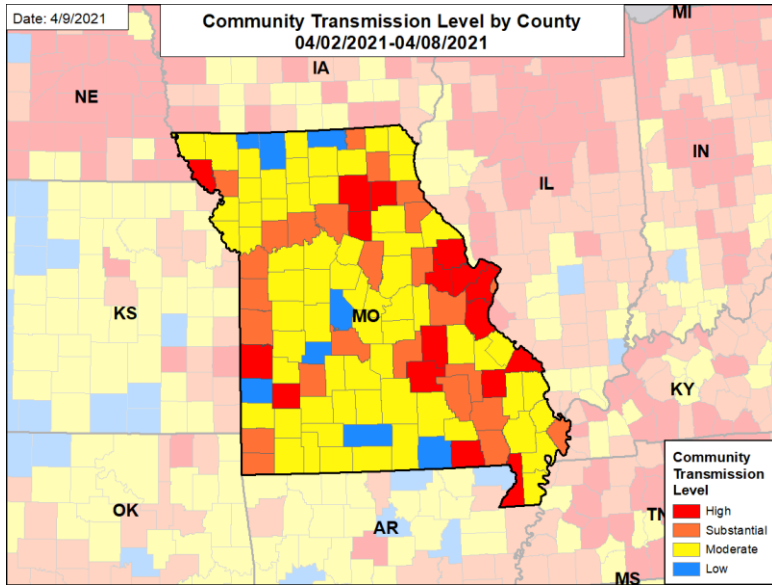 Date: 4/9/2021
Community Transmission Level by County
04/02/2021-04/08/2021
MI
IA
NE
IN
IL
KS
MO
KY
OK
AR
TN
MS
Community
Transmission
Level
High
Substantial
Moderate
Low